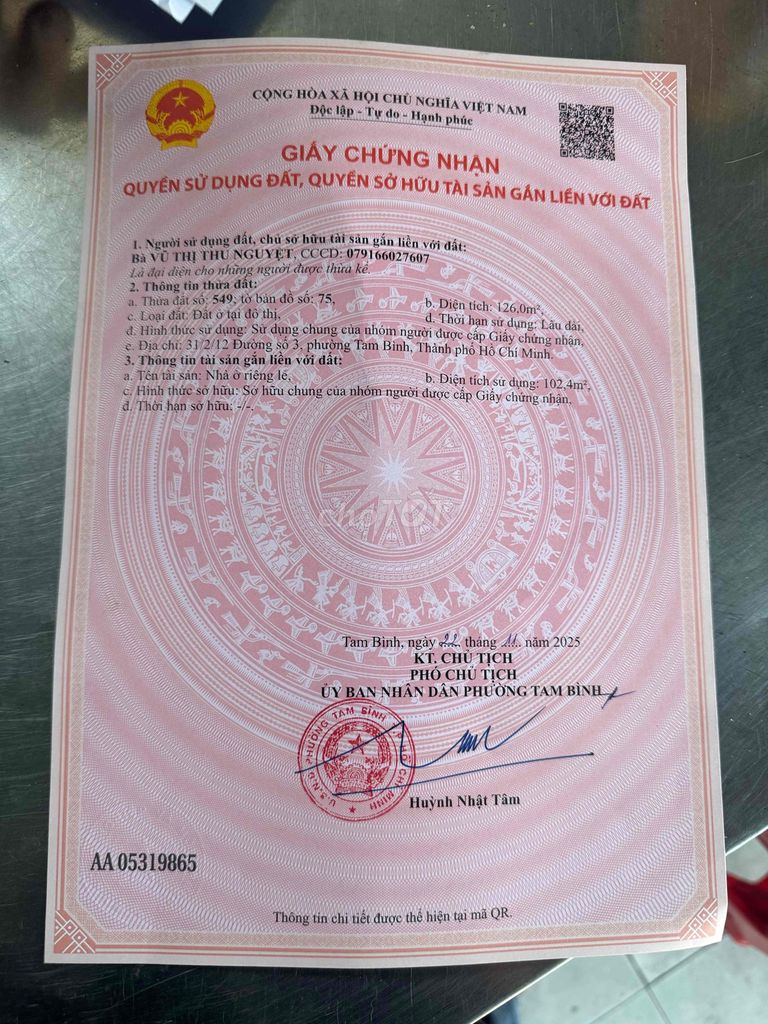 CỘNG HÒA XÃ HỘI CHỦ NGHĨA VIỆT NAM
Độc lập - Tự do - Hạnh phúc
GIẤY CHỨNG NHẬN
QUYỀN SỬ DỤNG ĐẤT, QUYỀN SỞ HỮU TÀI SẢN GẮN LIỀN VỚI ĐẤT
1. Người sử dụng đất, chủ sở hữu tài sản gắn liền với đất:
Bà VŨ THỊ THU NGUYỆT, CCCD: 079166027607
Là đại diện cho những người được thừa kế.
2. Thông tin thửa đất:
a. Thửa đất số: 549; tờ bản đồ số: 75, b. Diện tích: 126,0m²,
c. Loại đất: Đất ở tại đô thị, d. Thời hạn sử dụng: Lâu dài,
đ. Hình thức sử dụng: Sử dụng chung của nhóm người được cấp Giấy chứng nhận,
e. Địa chỉ: 31/2/12 Đường số 3, phường Tam Bình, Thành phố Hồ Chí Minh.
3. Thông tin tài sản gắn liền với đất:
a. Tên tài sản: Nhà ở riêng lẻ, b. Diện tích sử dụng: 102,4m²,
c. Hình thức sở hữu: Sở hữu chung của nhóm người được cấp Giấy chứng nhận,
đ. Thời hạn sở hữu: -/-.
chợTỐT
Tam Bình, ngày 22 tháng 11 năm 2025
KT. CHỦ TỊCH
PHÓ CHỦ TỊCH
ỦY BAN NHÂN DÂN PHƯỜNG TAM BÌNH
U.B.N.D PHƯỜNG TAM BÌNH
CHÍ MINH
Huỳnh Nhật Tâm
AA 05319865
Thông tin chi tiết được thể hiện tại mã QR.